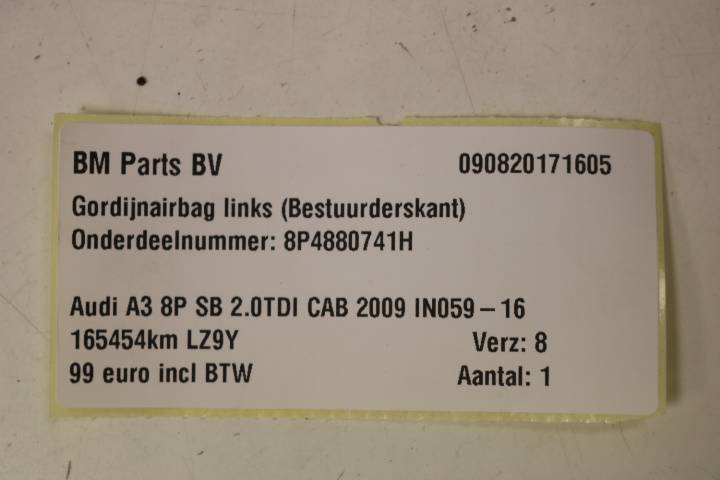 BM Parts BV 090820171605
Gordijnairbag links (Bestuurderskant)
Onderdeelnummer: 8P4880741H
Audi A3 8P SB 2.0TDI CAB 2009 IN059-16
165454km LZ9Y Verz: 8
99 euro incl BTW Aantal: 1